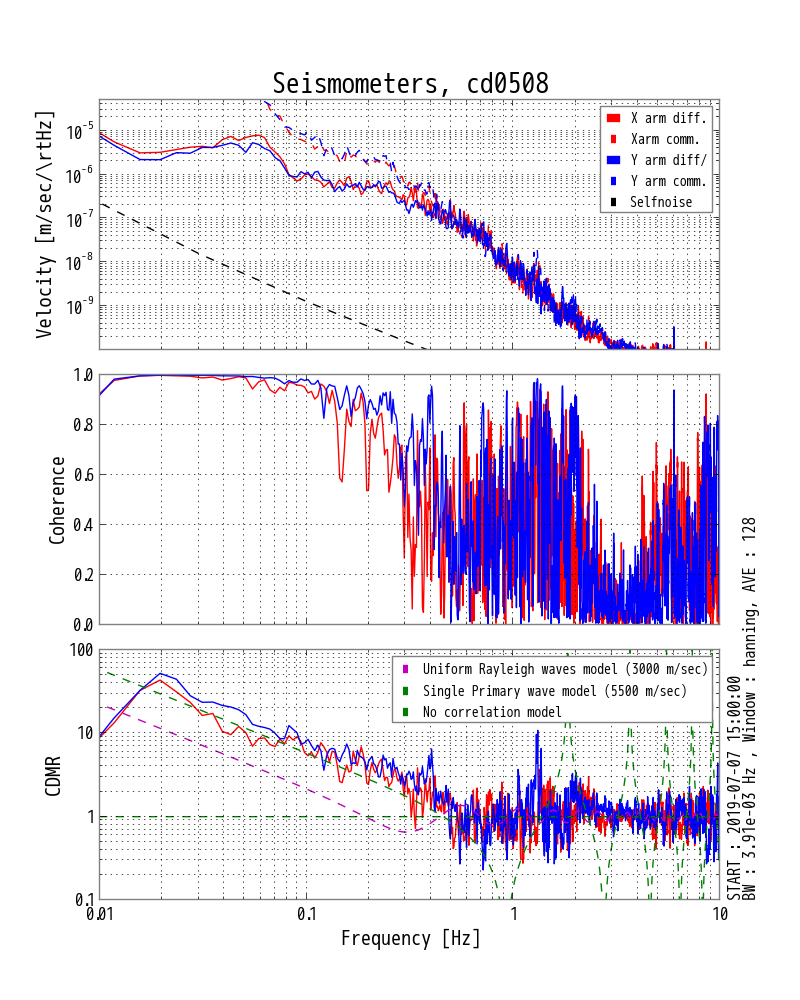 Seismometers, cd0508
Velocity [m/sec/\rtHz]
10-5
10-6
10-7
10-8
10-9
X arm diff.
Xarm comm.
Y arm diff/
Y arm comm.
Selfnoise
Coherence
1.0
0.8
0.6
0.4
0.2
0.0
CDMR
100
10
1
0.1
Uniform Rayleigh waves model (3000 m/sec)
Single Primary wave model (5500 m/sec)
No correlation model
0.01
0.1
1
10
Frequency [Hz]
START : 2019-07-07 15:00:00
BW : 3.91e-03 Hz , Window : hanning, AVE : 128